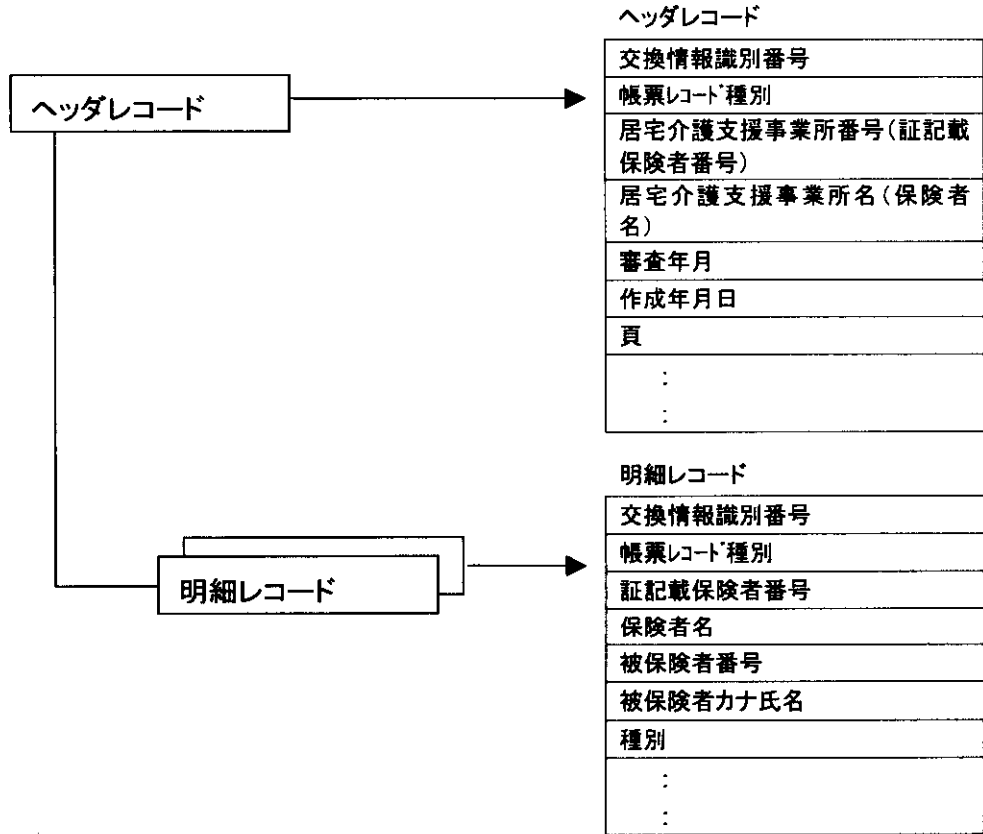 ヘッダレコード
交換情報識別番号
帳票ﾚｺｰﾄﾞ種別
居宅介護支援事業所番号(証記載
保険者番号)
居宅介護支援事業所名(保険者
名)
審査年月
作成年月日
頁
:
:
ヘッダレコード
明細レコード
交換情報識別番号
帳票ﾚｺｰﾄﾞ種別
証記載保険者番号
保険者名
被保険者番号
被保険者カナ氏名
種別
:
:
明細レコード